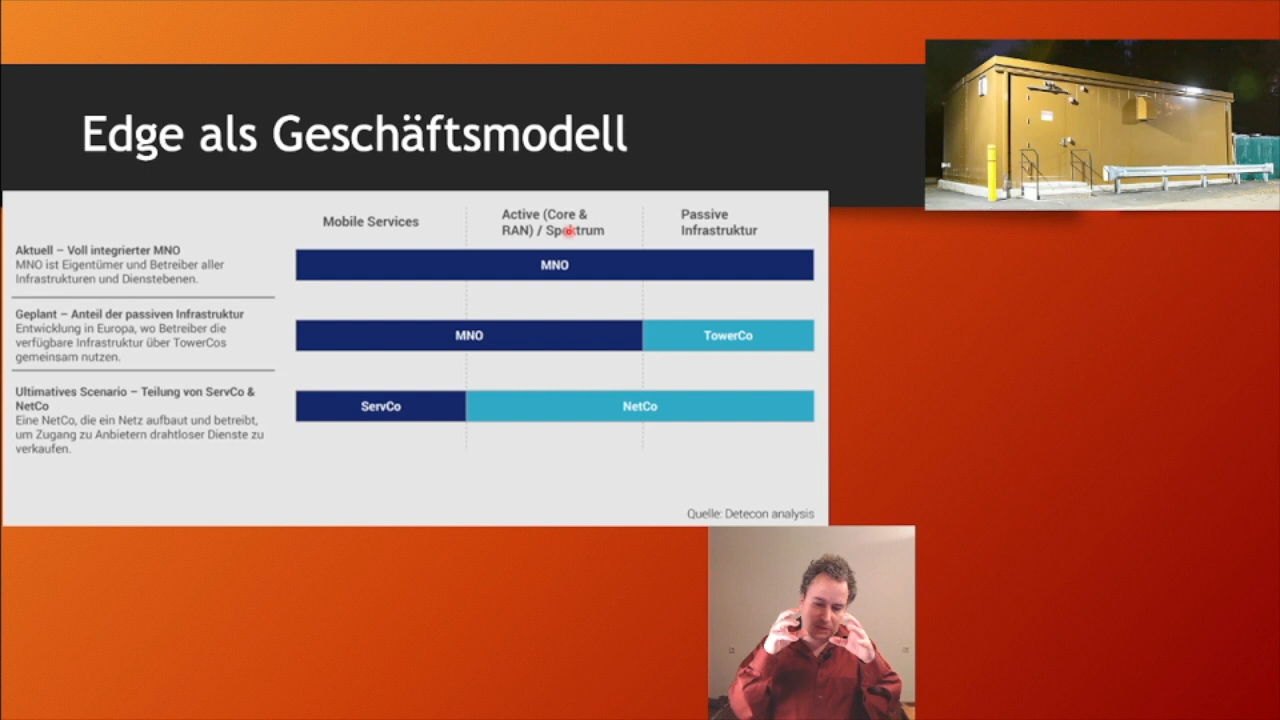 Edge als Geschäftsmodell
Mobile Services
Active (Core &
RAN) / Spectrum
Passive
Infrastruktur
Aktuell – Voll integrierter MNO
MNO ist Eigentümer und Betreiber aller
Infrastrukturen und Dienstebenen.
MNO
Geplant – Anteil der passiven Infrastruktur
Entwicklung in Europa, wo Betreiber die
verfügbare Infrastruktur über TowerCos
gemeinsam nutzen.
MNO
TowerCo
Ultimatives Scenario – Teilung von ServCo &
NetCo
Eine NetCo, die ein Netz aufbaut und betreibt,
um Zugang zu Anbietern drahtloser Dienste zu
verkaufen.
ServCo
NetCo
Quelle: Detecon analysis